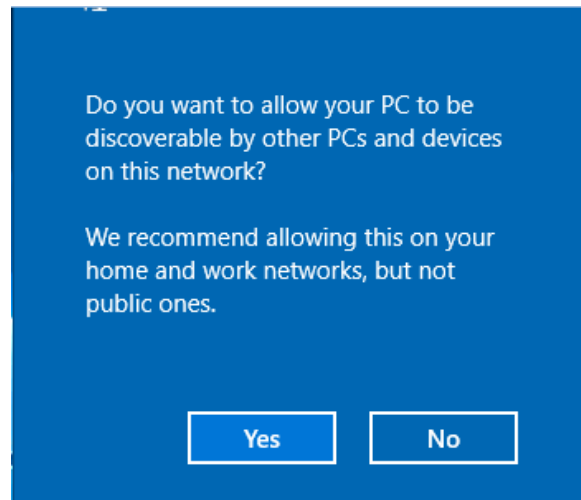 Do you want to allow your PC to be
discoverable by other PCs and devices
on this network?
We recommend allowing this on your
home and work networks, but not
public ones.
Yes
No